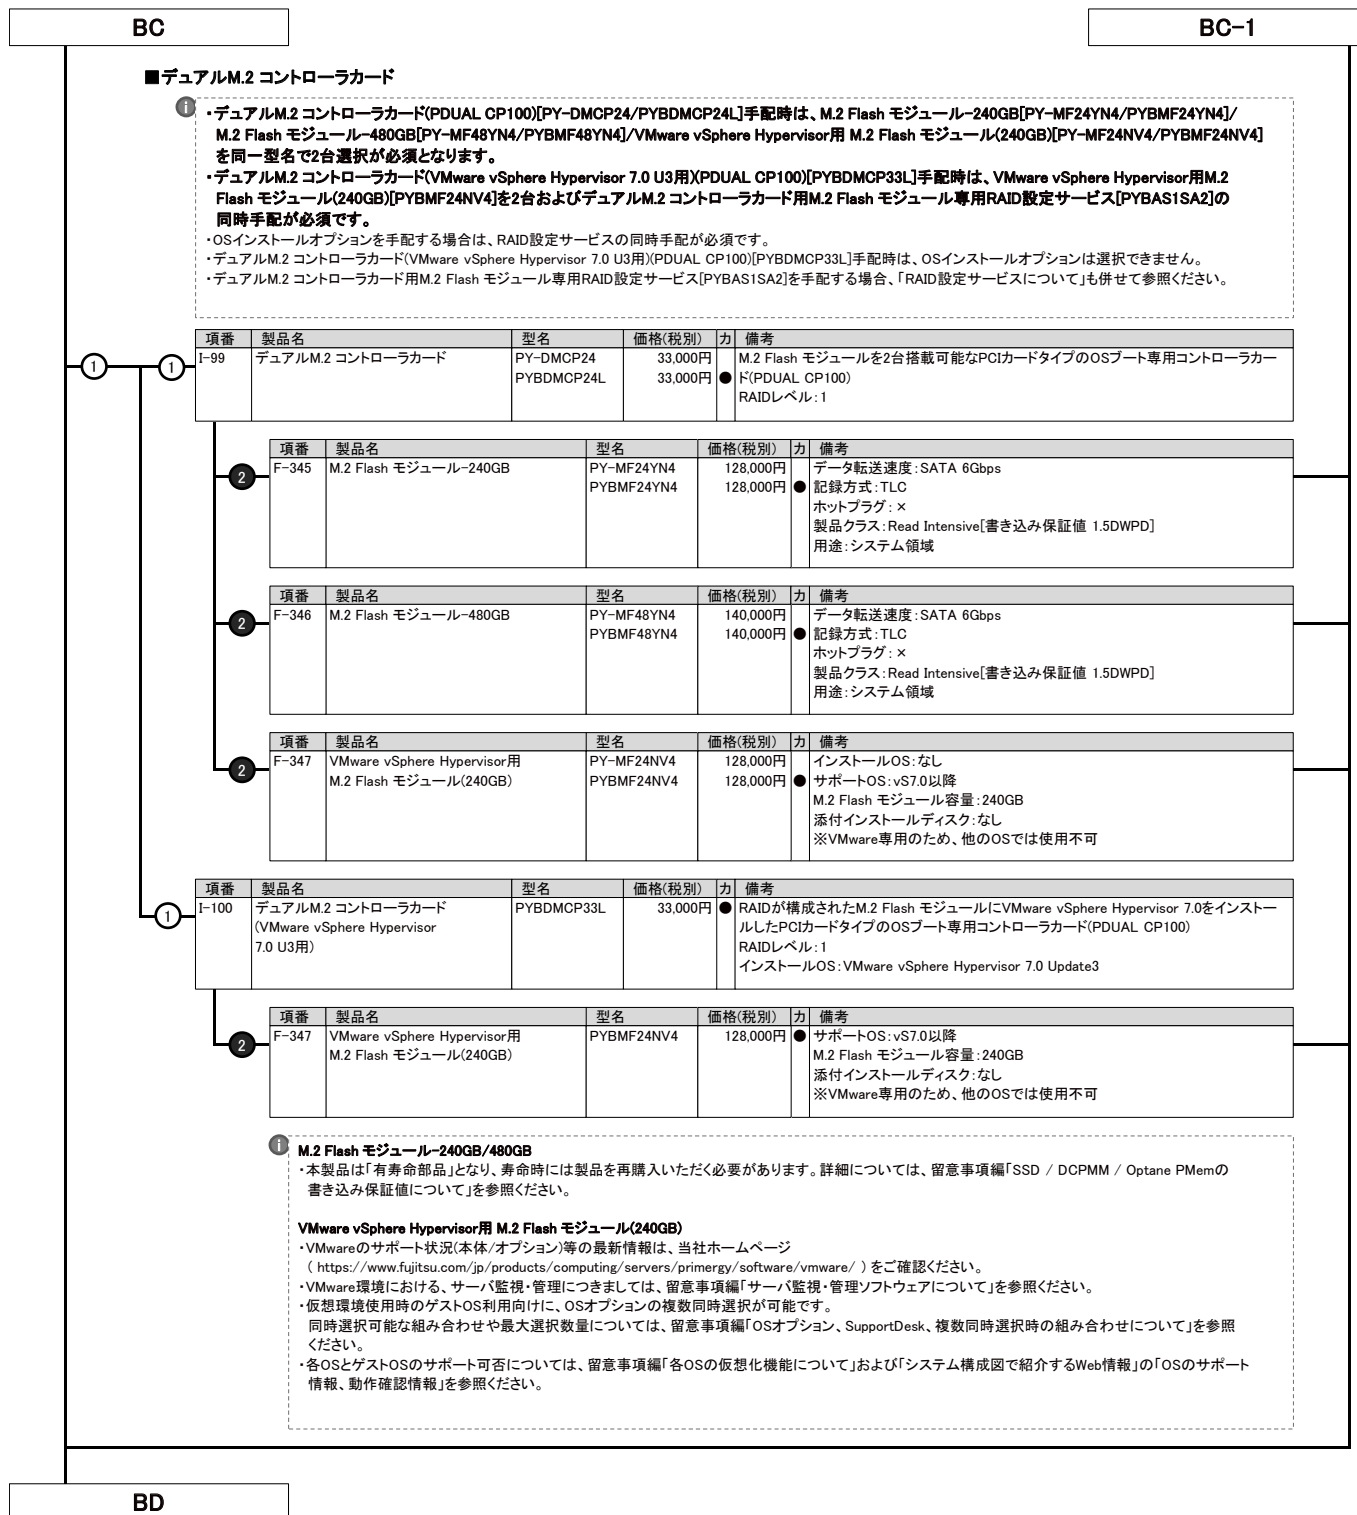 BC
BC-1
■デュアルM.2 コントローラカード
・デュアルM.2 コントローラカード(PDUAL CP100)[PY-DMCP24/PYBDMCP24L]手配時は、M.2 Flash モジュール-240GB[PY-MF24YN4/PYBMF24YN4]/
M.2 Flash モジュール-480GB[PY-MF48YN4/PYBMF48YN4]/VMware vSphere Hypervisor用 M.2 Flash モジュール(240GB)[PY-MF24NV4/PYBMF24NV4]
を同一型名で2台選択が必須となります。
・デュアルM.2 コントローラカード(VMware vSphere Hypervisor 7.0 U3用)(PDUAL CP100)[PYBDMCP33L]手配時は、VMware vSphere Hypervisor用M.2
Flash モジュール(240GB)[PYBMF24NV4]を2台およびデュアルM.2 コントローラカード用M.2 Flash モジュール専用RAID設定サービス[PYBAS1SA2]の
同時手配が必須です。
・OSインストールオプションを手配する場合は、RAID設定サービスの同時手配が必須です。
・デュアルM.2 コントローラカード(VMware vSphere Hypervisor 7.0 U3用)(PDUAL CP100)[PYBDMCP33L]手配時は、OSインストールオプションは選択できません。
・デュアルM.2 コントローラカード用M.2 Flash モジュール専用RAID設定サービス[PYBAS1SA2]を手配する場合、「RAID設定サービスについて」も併せて参照ください。
項番 製品名 型名 価格(税別) カ 備考
1 1 I-99 デュアルM.2 コントローラカード PY-DMCP24 33,000円 M.2 Flash モジュールを2台搭載可能なPCIカードタイプのOSブート専用コントローラカー
PYBDMCP24L 33,000円 ● ド(PDUAL CP100)
RAIDレベル:1
項番 製品名 型名 価格(税別) カ 備考
2 F-345 M.2 Flash モジュール-240GB PY-MF24YN4 128,000円 データ転送速度:SATA 6Gbps
PYBMF24YN4 128,000円 ● 記録方式:TLC
ホットプラグ:×
製品クラス:Read Intensive[書き込み保証値 1.5DWPD]
用途:システム領域
項番 製品名 型名 価格(税別) カ 備考
2 F-346 M.2 Flash モジュール-480GB PY-MF48YN4 140,000円 データ転送速度:SATA 6Gbps
PYBMF48YN4 140,000円 ● 記録方式:TLC
ホットプラグ:×
製品クラス:Read Intensive[書き込み保証値 1.5DWPD]
用途:システム領域
項番 製品名 型名 価格(税別) カ 備考
2 F-347 VMware vSphere Hypervisor用 PY-MF24NV4 128,000円 インストールOS:なし
M.2 Flash モジュール(240GB) PYBMF24NV4 128,000円 ● サポートOS:vS7.0以降
M.2 Flash モジュール容量:240GB
添付インストールディスク:なし
※VMware専用のため、他のOSでは使用不可
項番 製品名 型名 価格(税別) カ 備考
1 I-100 デュアルM.2 コントローラカード PYBDMCP33L 33,000円 ● RAIDが構成されたM.2 Flash モジュールにVMware vSphere Hypervisor 7.0をインストー
(VMware vSphere Hypervisor ルしたPCIカードタイプのOSブート専用コントローラカード(PDUAL CP100)
7.0 U3用) RAIDレベル:1
インストールOS:VMware vSphere Hypervisor 7.0 Update3
項番 製品名 型名 価格(税別) カ 備考
2 F-347 VMware vSphere Hypervisor用 PYBMF24NV4 128,000円 ● サポートOS:vS7.0以降
M.2 Flash モジュール(240GB) M.2 Flash モジュール容量:240GB
添付インストールディスク:なし
※VMware専用のため、他のOSでは使用不可
M.2 Flash モジュール-240GB/480GB
・本製品は「有寿命部品」となり、寿命時には製品を再購入いただく必要があります。詳細については、留意事項編「SSD / DCPMM / Optane PMemの
書き込み保証値について」を参照ください。
VMware vSphere Hypervisor用 M.2 Flash モジュール(240GB)
・VMwareのサポート状況(本体/オプション)等の最新情報は、当社ホームページ
( https://www.fujitsu.com/jp/products/computing/servers/primergy/software/vmware/ ) をご確認ください。
・VMware環境における、サーバ監視・管理につきましては、留意事項編「サーバ監視・管理ソフトウェアについて」を参照ください。
・仮想環境使用時のゲストOS利用向けに、OSオプションの複数同時選択が可能です。
同時選択可能な組み合わせや最大選択数量については、留意事項編「OSオプション、SupportDesk、複数同時選択時の組み合わせについて」を参照
ください。
・各OSとゲストOSのサポート可否については、留意事項編「各OSの仮想化機能について」および「システム構成図で紹介するWeb情報」の「OSのサポート
情報、動作確認情報」を参照ください。
BD